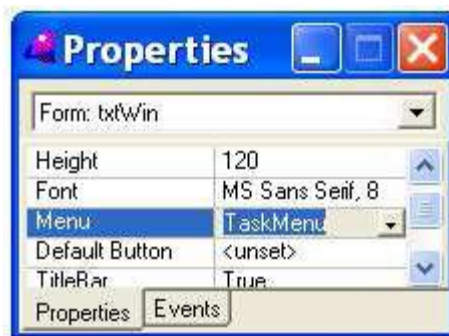 Properties
Form: txtWin
Height 120
Font MS Sans Serif, 8
Menu TaskMenu
Default Button <unset>
TitleBar True
Properties Events